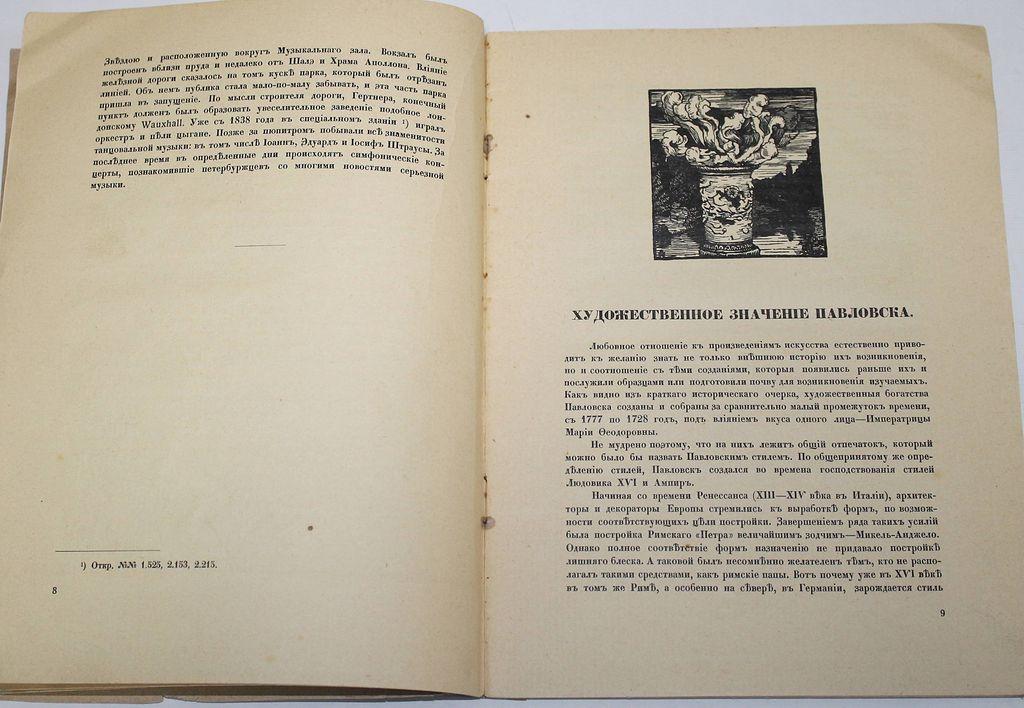 Звѣздою и расположенную вокругъ Музыкальнаго зала. Вокзалъ былъ
построенъ вблизи пруда и недалеко отъ Шалэ и Храма Аполлона. Вліяніе
желѣзной дороги сказалось на томъ кускѣ парка, который былъ отрѣзанъ
линіей. Объ немъ публика стала мало-по-малу забывать, и эта часть парка
пришла въ запущеніе. По мысли строителя дороги, Гертнера, конечный
пунктъ долженъ былъ образовать увеселительное заведеніе подобное лон-
донскому Wauxhall. Уже съ 1838 года въ спеціальномъ зданіи ¹) игралъ
оркестръ и пѣли цыгане. Позже за пюпитромъ побывали всѣ знаменитости
танцовальной музыки: въ томъ числѣ Іоаннъ, Эдуардъ и Іосифъ Штраусы. За
послѣднее время въ опредѣленные дни происходятъ симфоническіе кон-
церты, познакомившіе петербуржцевъ со многими новостями серьезной
музыки.
¹) Откр. №№ 1.525, 2.153, 2.215.
8
ХУДОЖЕСТВЕННОЕ ЗНАЧЕНІЕ ПАВЛОВСКА.
Любовное отношеніе къ произведеніямъ искусства естественно приво-
дитъ къ желанію знать не только внѣшнюю исторію ихъ возникновенія,
но и соотношеніе съ тѣми созданіями, которыя появились раньше ихъ и
послужили образцами или подготовили почву для возникновенія изучаемыхъ.
Какъ видно изъ краткаго историческаго очерка, художественныя богатства
Павловска созданы и собраны за сравнительно малый промежутокъ времени,
съ 1777 по 1728 годъ, подъ вліяніемъ вкуса одного лица—Императрицы
Маріи Ѳеодоровны.
Не мудрено поэтому, что на нихъ лежитъ общій отпечатокъ, который
можно было бы назвать Павловскимъ стилемъ. По общепринятому же опре-
дѣленію стилей, Павловскъ создался во времена господствованія стилей
Людовика XVI и Ампиръ.
Начиная со времени Ренессанса (XIII—XIV вѣка въ Италіи), архитек-
торы и декораторы Европы стремились къ выработкѣ формъ, по возмож-
ности соотвѣтствующихъ цѣли постройки. Завершеніемъ ряда такихъ усилій
была постройка Римскаго «Петра» величайшимъ зодчимъ—Микель-Анджело.
Однако полное соотвѣтствіе формъ назначенію не придавало постройкѣ
лишняго блеска. А таковой былъ несомнѣнно желателенъ тѣмъ, кто не распо-
лагалъ такими средствами, какъ римскіе папы. Вотъ почему уже въ XVI вѣкѣ
въ томъ же Римѣ, а особенно на сѣверѣ, въ Германіи, зарождается стиль
9